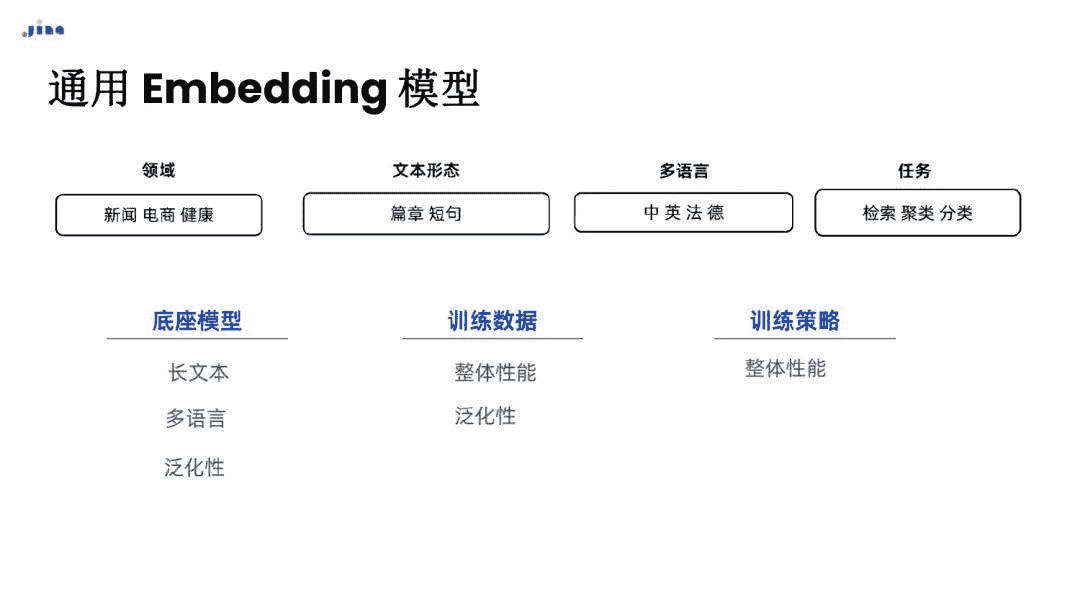 Jina
通用 Embedding 模型
领域 文本形态 多语言 任务
新闻 电商 健康 篇章 短句 中 英 法 德 检索 聚类 分类
底座模型 训练数据 训练策略
长文本 整体性能 整体性能
多语言 泛化性
泛化性